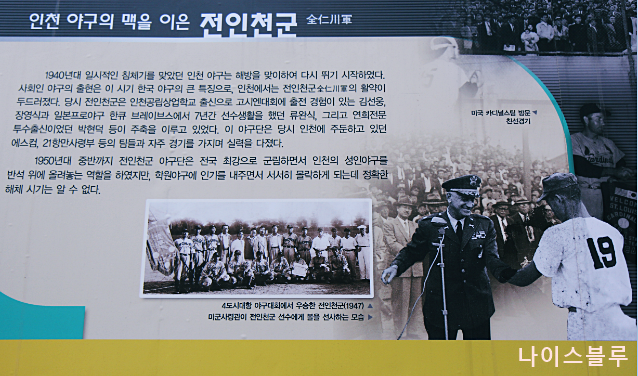 인천 야구의 맥을 이은 전인천군 全仁川軍
1940년대 일시적인 침체기를 맞았던 인천 야구는 해방을 맞이하여 다시 뛰기 시작하였다.
사회인 야구의 출현은 이 시기 한국 야구의 큰 특징으로, 인천에서는 전인천군全仁川軍의 활약이
두드러졌다. 당시 전인천군은 인천공립상업학교 출신으로 고시엔대회에 출전 경험이 있는 김선웅,
장영식과 일본프로야구 한큐 브레이브스에서 7년간 선수생활을 했던 류완식, 그리고 연희전문
투수출신이었던 박현덕 등이 주축을 이루고 있었다. 이 야구단은 당시 인천에 주둔하고 있던
에스컴, 21항만사령부 등의 팀들과 자주 경기를 가지며 실력을 다졌다.
1950년대 중반까지 전인천군 야구단은 전국 최강으로 군림하면서 인천의 성인야구를
반석 위에 올려놓는 역할을 하였지만, 학원야구에 인기를 내주면서 서서히 몰락하게 되는데 정확한
해체 시기는 알 수 없다.
미국 카디널스팀 방문 ◀
친선경기
4도시대항 야구대회에서 우승한 전인천군(1947) ▲
미군사령관이 전인천군 선수에게 볼을 선사하는 모습 ▶
19
나이스블루